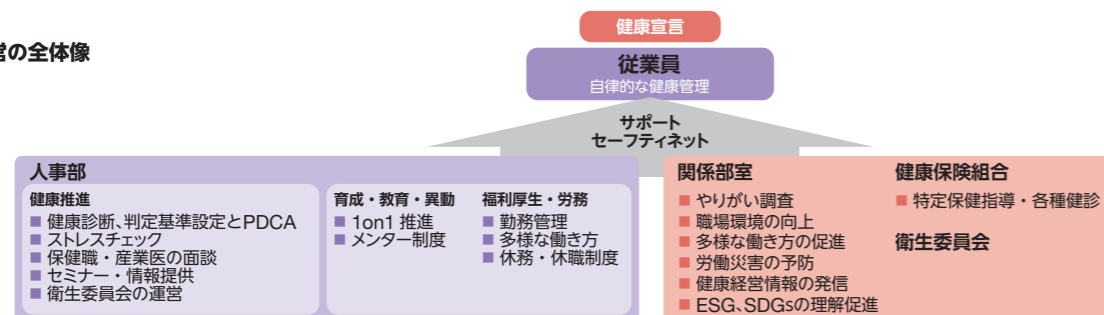 健康宣言
営の全体像
従業員
自律的な健康管理
サポート
セーフティネット
人事部
健康推進
■ 健康診断、判定基準設定とPDCA
■ ストレスチェック
■ 保健職・産業医の面談
■ セミナー・情報提供
■ 衛生委員会の運営
育成・教育・異動
■ 1on1 推進
■ メンター制度
福利厚生・労務
■ 勤務管理
■ 多様な働き方
■ 休務・休職制度
関係部室
■ やりがい調査
■ 職場環境の向上
■ 多様な働き方の促進
■ 労働災害の予防
■ 健康経営情報の発信
■ ESG、SDGsの理解促進
健康保険組合
■ 特定保健指導・各種健診
衛生委員会